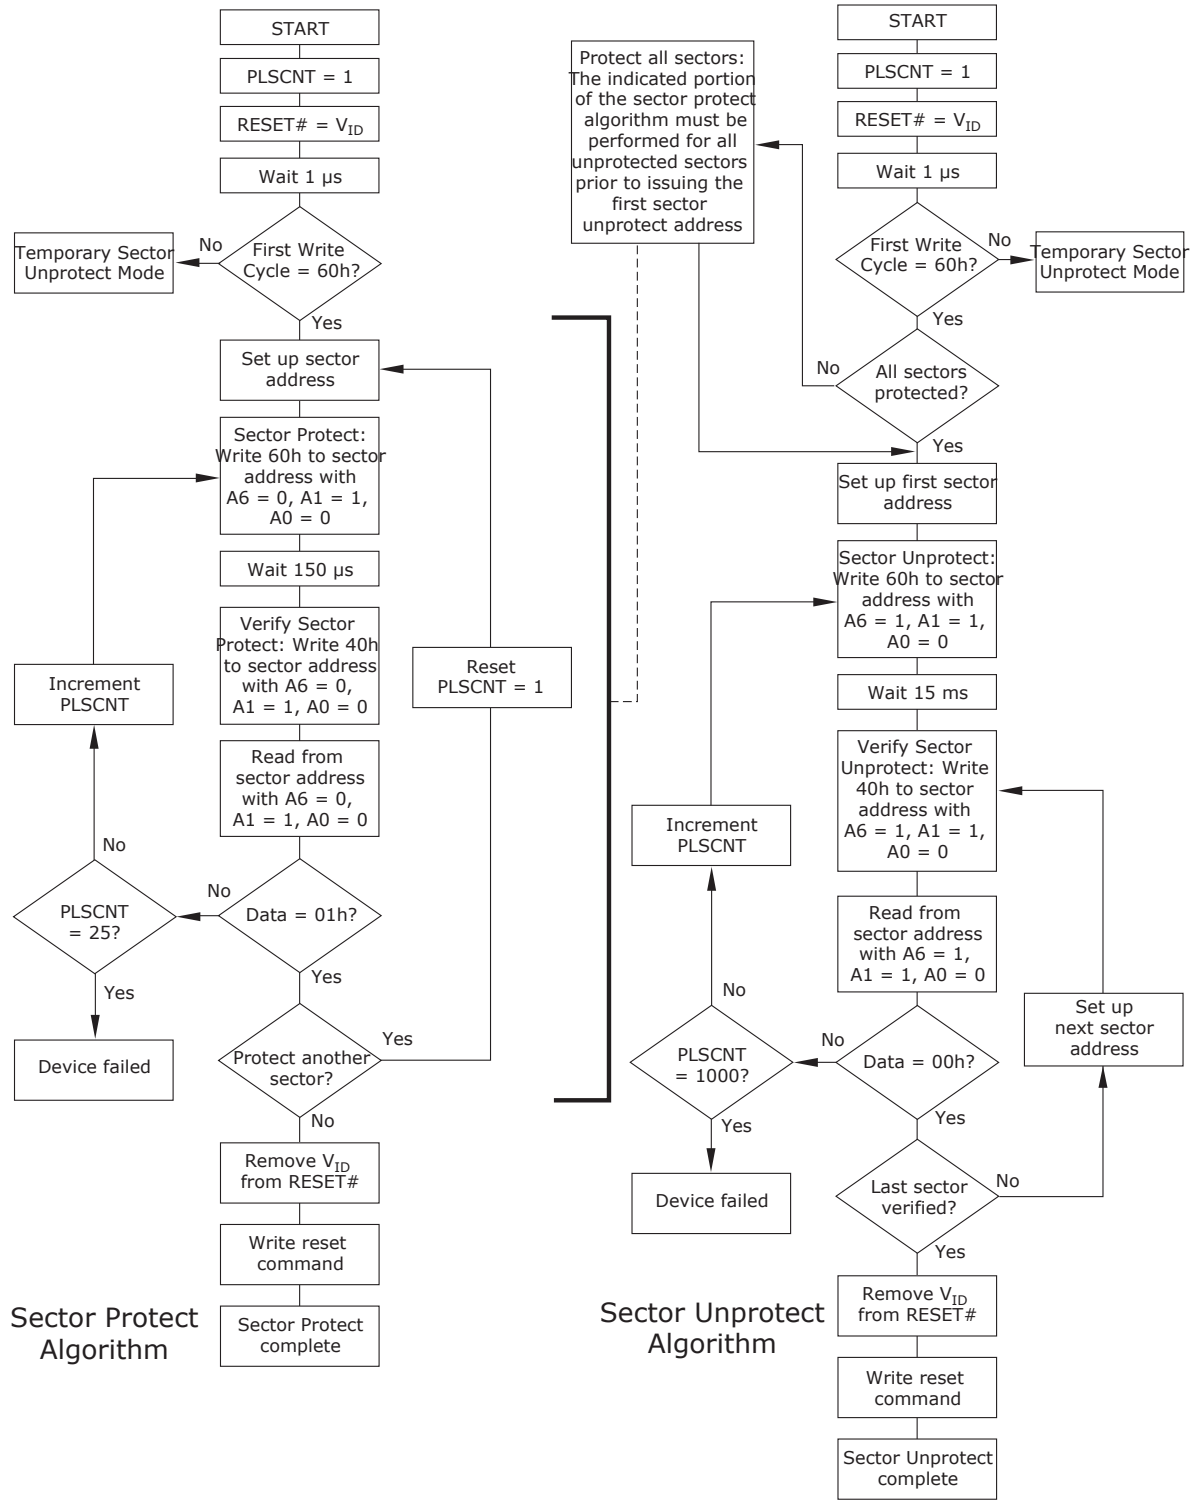 START
PLSCNT = 1
RESET# = VID
Wait 1 µs
First Write
Cycle = 60h?
No
Temporary Sector
Unprotect Mode
Yes
Set up sector
address
Sector Protect:
Write 60h to sector
address with
A6 = 0, A1 = 1,
A0 = 0
Wait 150 µs
Verify Sector
Protect: Write 40h
to sector address
with A6 = 0,
A1 = 1, A0 = 0
Reset
PLSCNT = 1
Increment
PLSCNT
Read from
sector address
with A6 = 0,
A1 = 1, A0 = 0
No
No
PLSCNT
= 25?
Data = 01h?
Yes
Yes
Device failed
Protect another
sector?
Yes
No
Remove VID
from RESET#
Write reset
command
Sector Protect
complete
Sector Protect
Algorithm
START
PLSCNT = 1
RESET# = VID
Wait 1 µs
Protect all sectors:
The indicated portion
of the sector protect
algorithm must be
performed for all
unprotected sectors
prior to issuing the
first sector
unprotect address
First Write
Cycle = 60h?
No
Temporary Sector
Unprotect Mode
Yes
No
All sectors
protected?
Yes
Set up first sector
address
Sector Unprotect:
Write 60h to sector
address with
A6 = 1, A1 = 1,
A0 = 0
Wait 15 ms
Verify Sector
Unprotect: Write
40h to sector
address with
A6 = 1, A1 = 1,
A0 = 0
Increment
PLSCNT
Read from
sector address
with A6 = 1,
A1 = 1, A0 = 0
No
No
PLSCNT
= 1000?
Data = 00h?
Set up
next sector
address
Yes
Yes
Device failed
Last sector
verified?
No
Yes
Remove VID
from RESET#
Write reset
command
Sector Unprotect
complete
Sector Unprotect
Algorithm